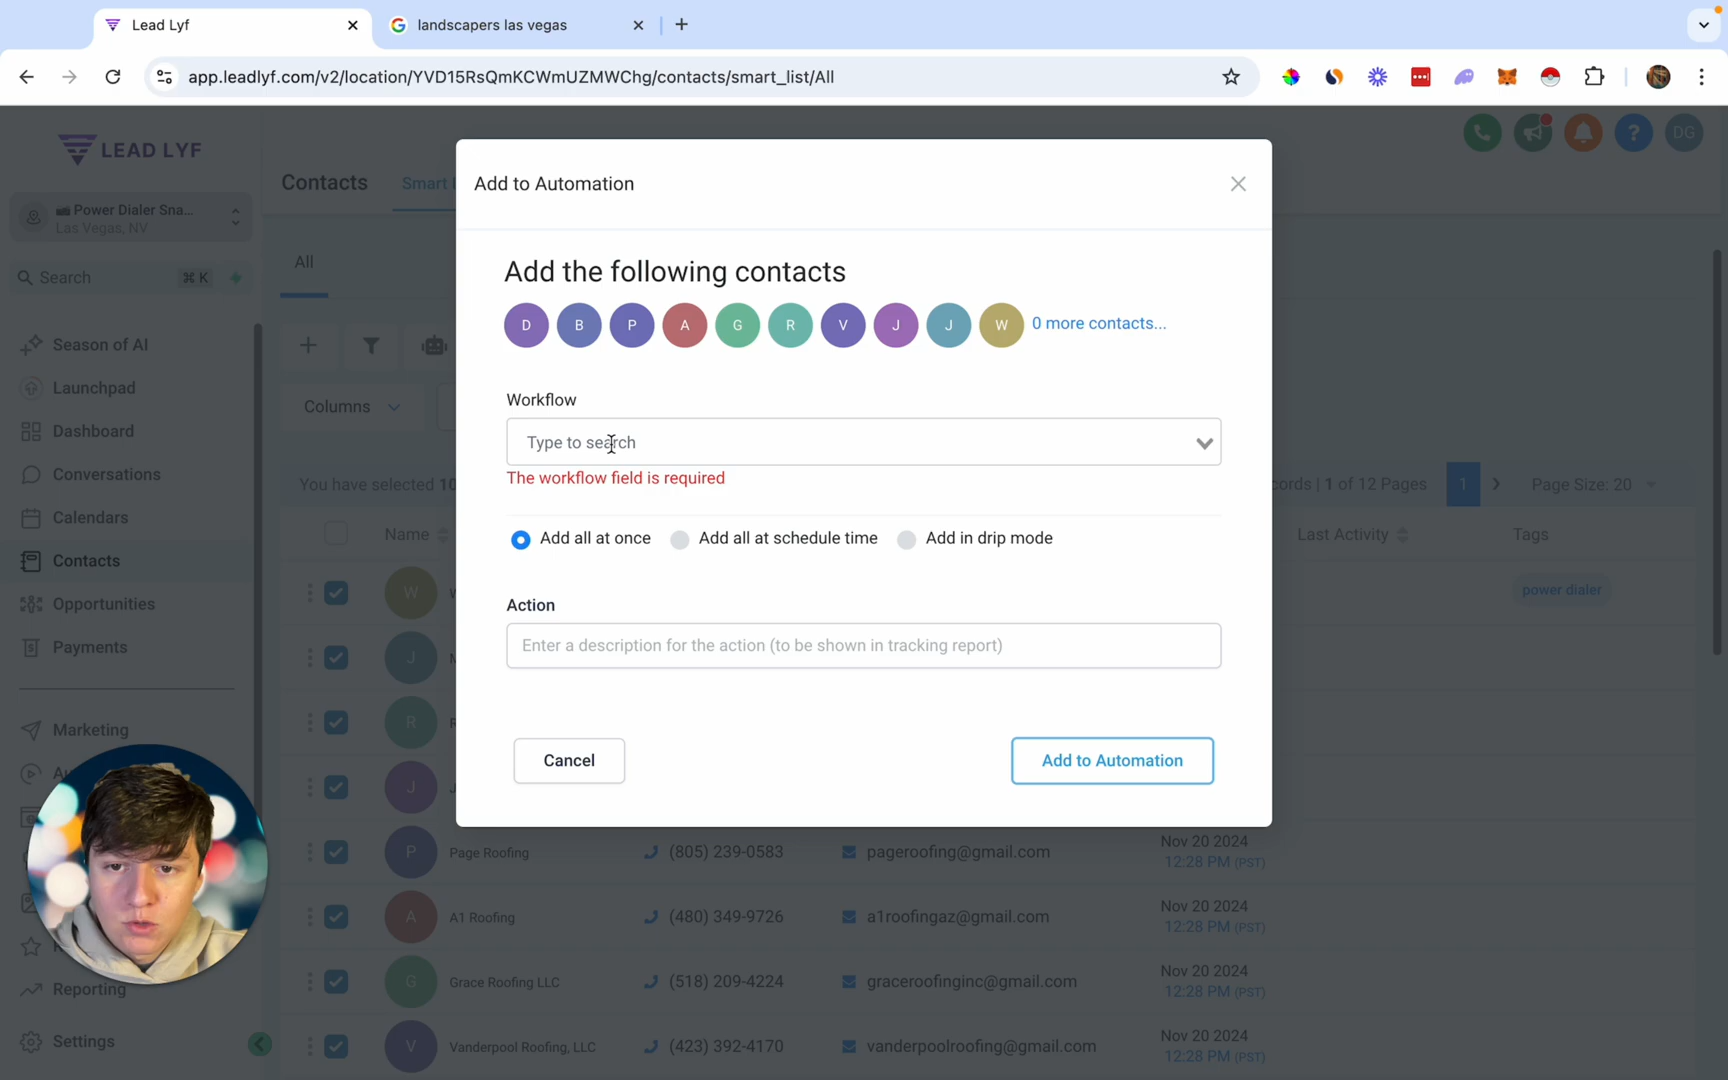 Lead Lyf
landscapers las vegas
app.leadlyf.com/v2/location/YVD15RsQmKCWmUZMWChg/contacts/smart_list/All
LEAD LYF
Power Dialer Sna...
Las Vegas, NV
Search
⌘ K
Season of AI
Launchpad
Dashboard
Conversations
Calendars
Contacts
Opportunities
Payments
Marketing
Reporting
Settings
Contacts
Smart
DG
All
Columns
You have selected 10
1 of 12 Pages
1
Page Size: 20
Name
Last Activity
Tags
W
power dialer
J
R
J
P
Page Roofing
(805) 239-0583
pageroofing@gmail.com
Nov 20 2024
12:28 PM (PST)
A
A1 Roofing
(480) 349-9726
a1roofingaz@gmail.com
Nov 20 2024
12:28 PM (PST)
G
Grace Roofing LLC
(518) 209-4224
graceroofinginc@gmail.com
Nov 20 2024
12:28 PM (PST)
V
Vanderpool Roofing, LLC
(423) 392-4170
vanderpoolroofing@gmail.com
Nov 20 2024
12:28 PM (PST)
Add to Automation
Add the following contacts
D B P A G R V J J W
0 more contacts...
Workflow
Type to search
The workflow field is required
Add all at once
Add all at schedule time
Add in drip mode
Action
Enter a description for the action (to be shown in tracking report)
Cancel
Add to Automation